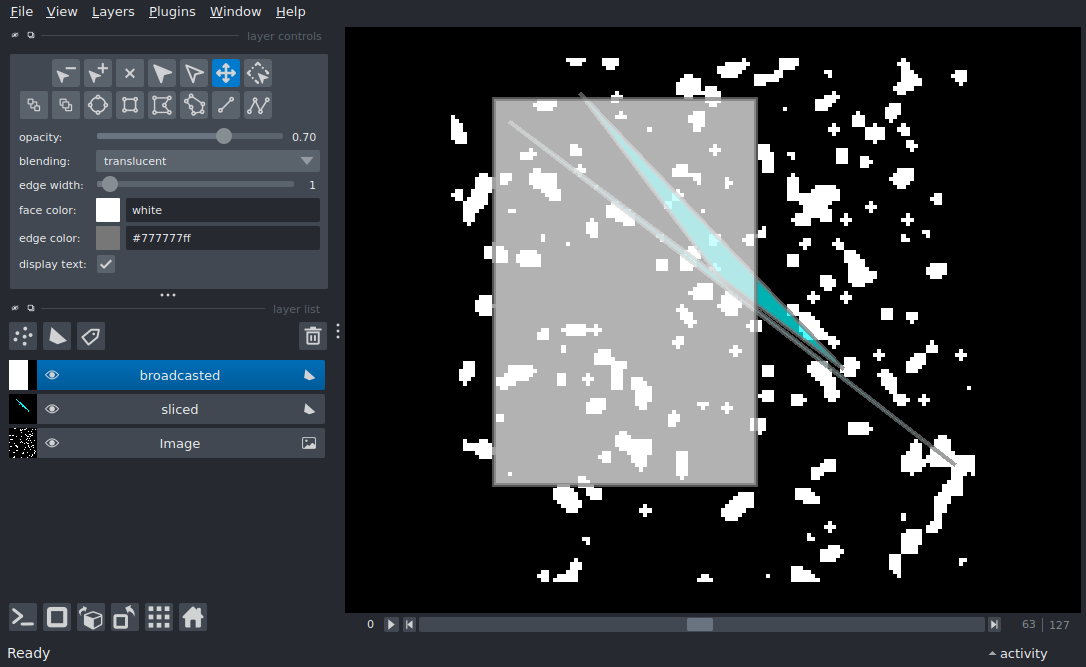 File View Layers Plugins Window Help
layer controls
opacity: 0.70
blending: translucent
edge width: 1
face color: white
edge color: #777777ff
display text:
layer list
broadcasted
sliced
Image
0 63 127
Ready activity